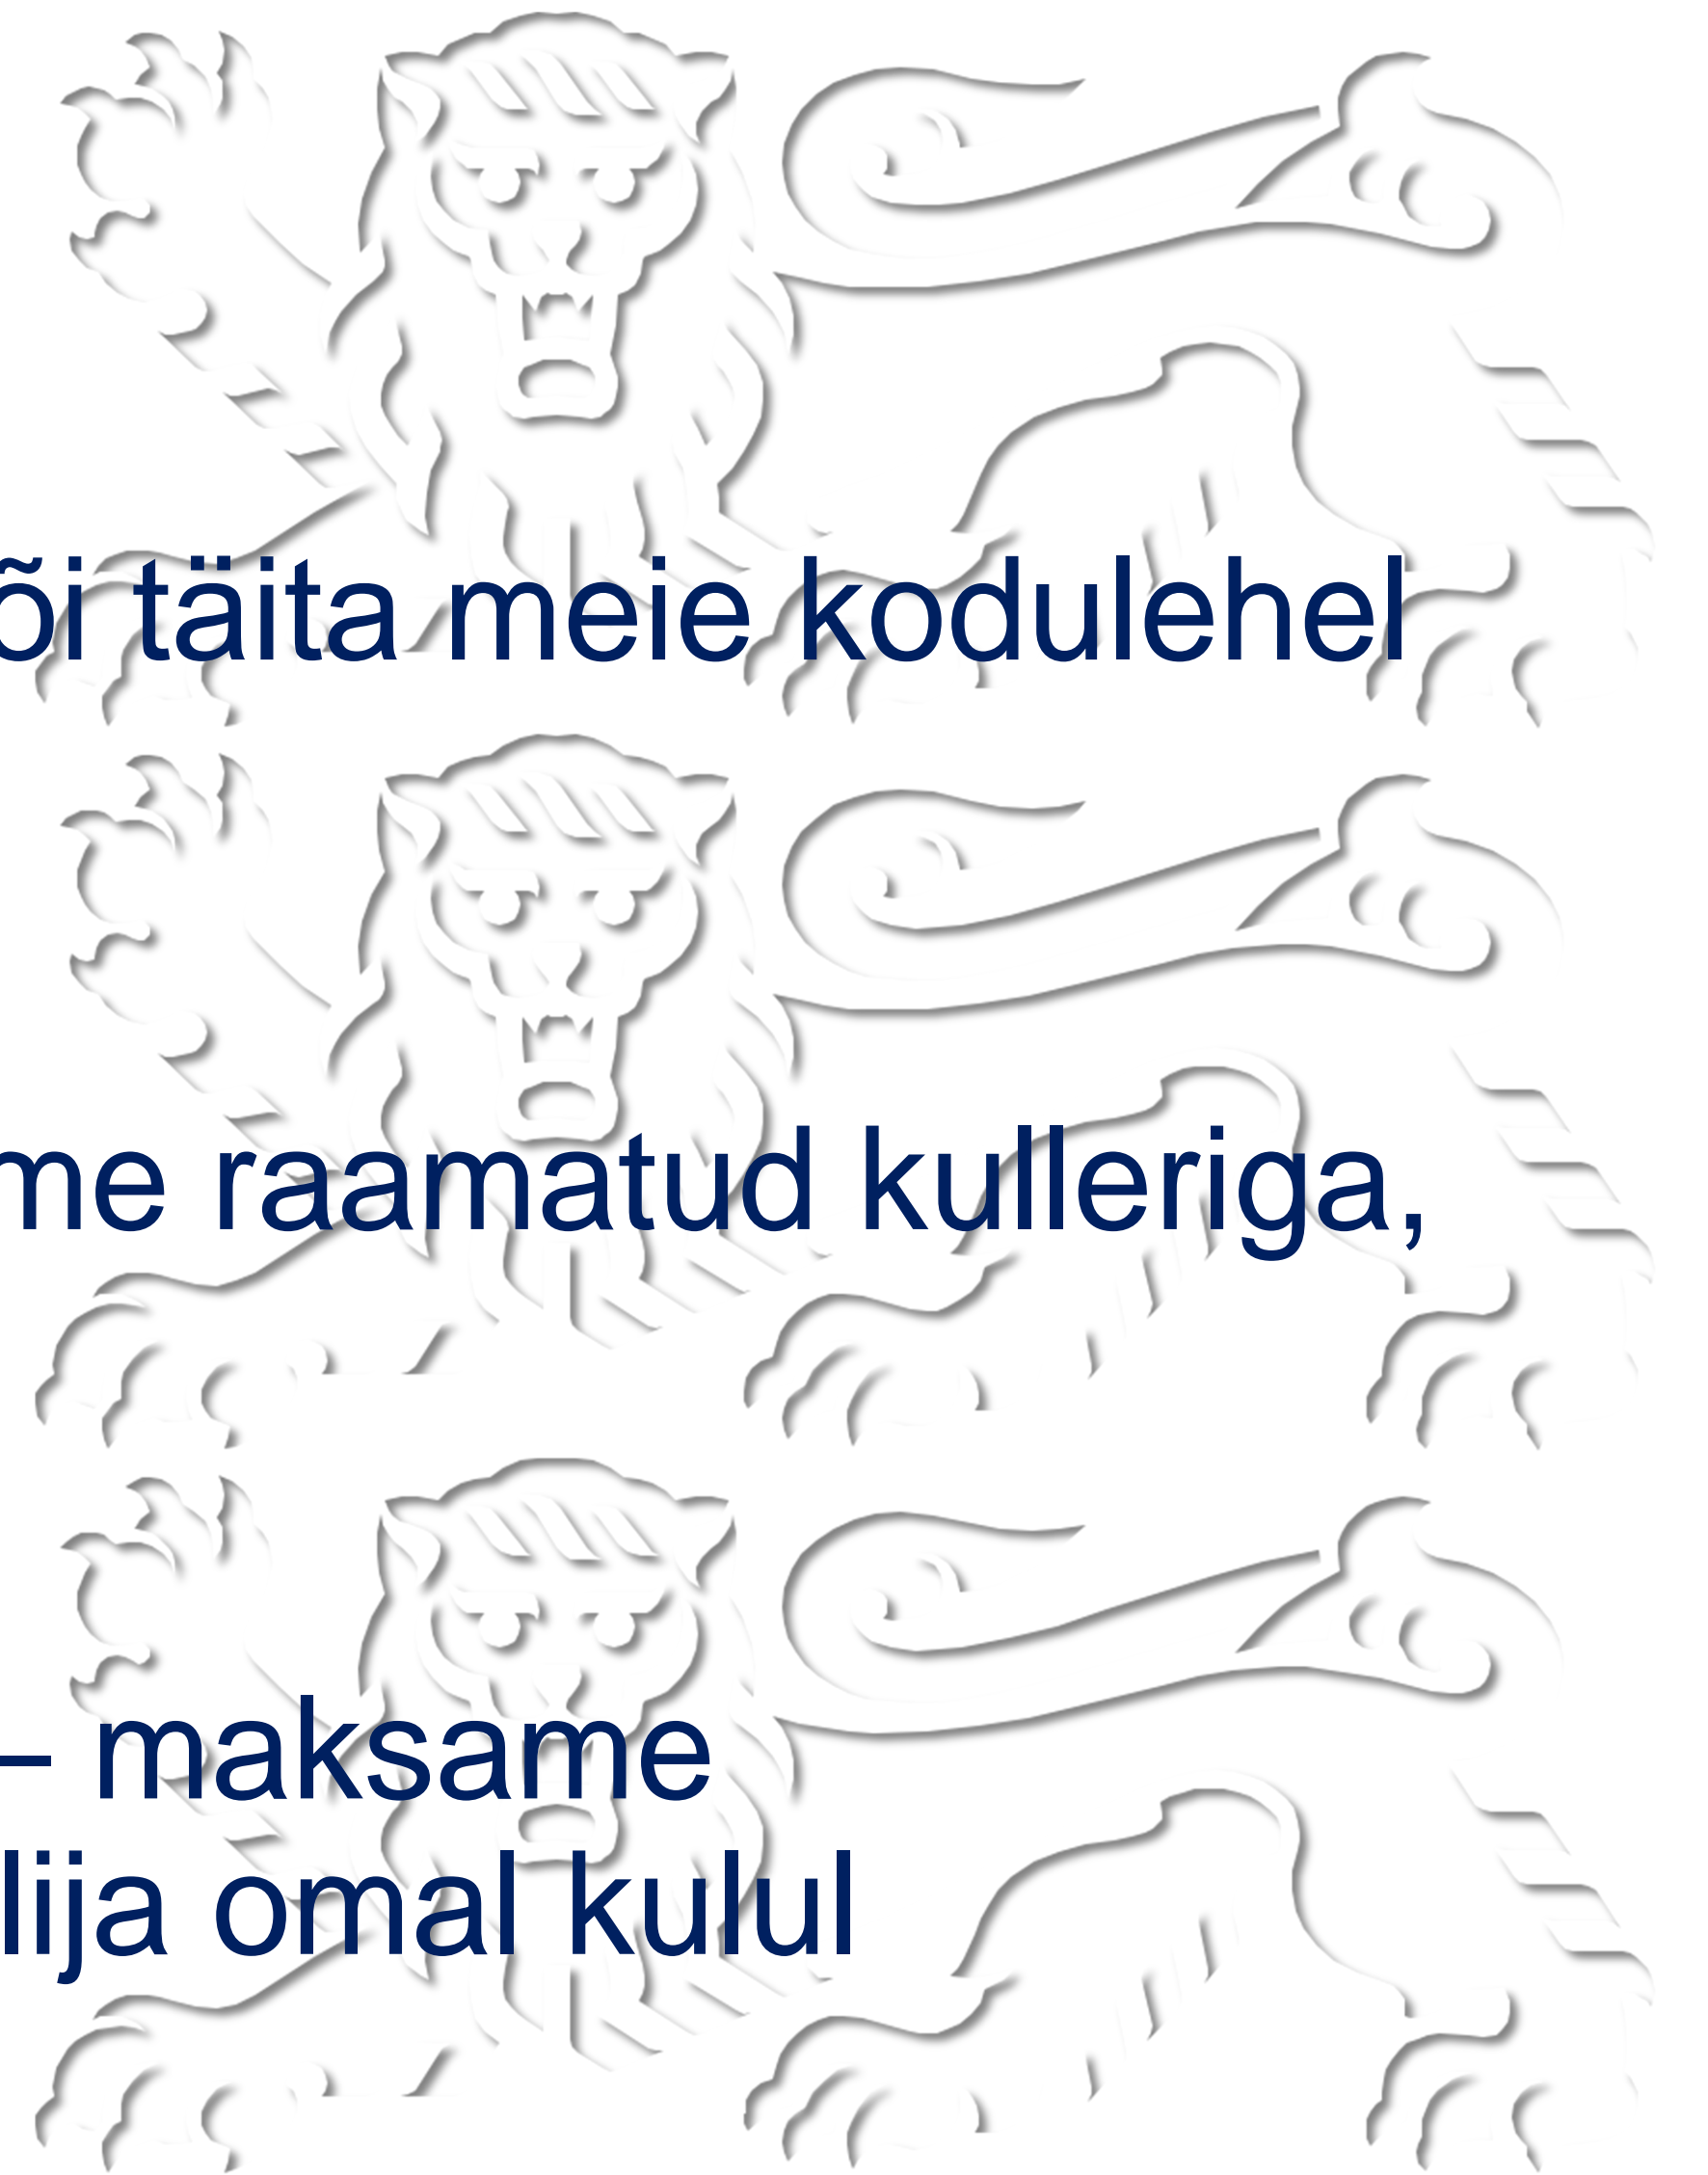 õi täita meie kodulehel
me raamatud kulleriga,
– maksame
lija omal kulul